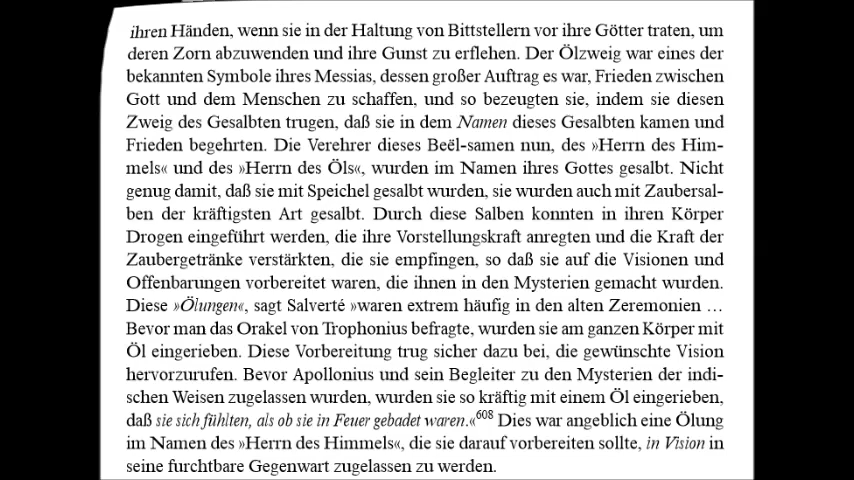 ihren Händen, wenn sie in der Haltung von Bittstellern vor ihre Götter traten, um
deren Zorn abzuwenden und ihre Gunst zu erflehen. Der Ölzweig war eines der
bekannten Symbole ihres Messias, dessen großer Auftrag es war, Frieden zwischen
Gott und dem Menschen zu schaffen, und so bezeugten sie, indem sie diesen
Zweig des Gesalbten trugen, daß sie in dem Namen dieses Gesalbten kamen und
Frieden begehrten. Die Verehrer dieses Beël-samen nun, des »Herrn des Him-
mels« und des »Herrn des Öls«, wurden im Namen ihres Gottes gesalbt. Nicht
genug damit, daß sie mit Speichel gesalbt wurden, sie wurden auch mit Zaubersal-
ben der kräftigsten Art gesalbt. Durch diese Salben konnten in ihren Körper
Drogen eingeführt werden, die ihre Vorstellungskraft anregten und die Kraft der
Zaubergetränke verstärkten, die sie empfingen, so daß sie auf die Visionen und
Offenbarungen vorbereitet waren, die ihnen in den Mysterien gemacht wurden.
Diese »Ölungen«, sagt Salverté »waren extrem häufig in den alten Zeremonien …
Bevor man das Orakel von Trophonius befragte, wurden sie am ganzen Körper mit
Öl eingerieben. Diese Vorbereitung trug sicher dazu bei, die gewünschte Vision
hervorzurufen. Bevor Apollonius und sein Begleiter zu den Mysterien der indi-
schen Weisen zugelassen wurden, wurden sie so kräftig mit einem Öl eingerieben,
daß sie sich fühlten, als ob sie in Feuer gebadet waren.«608 Dies war angeblich eine Ölung
im Namen des »Herrn des Himmels«, die sie darauf vorbereiten sollte, in Vision in
seine furchtbare Gegenwart zugelassen zu werden.